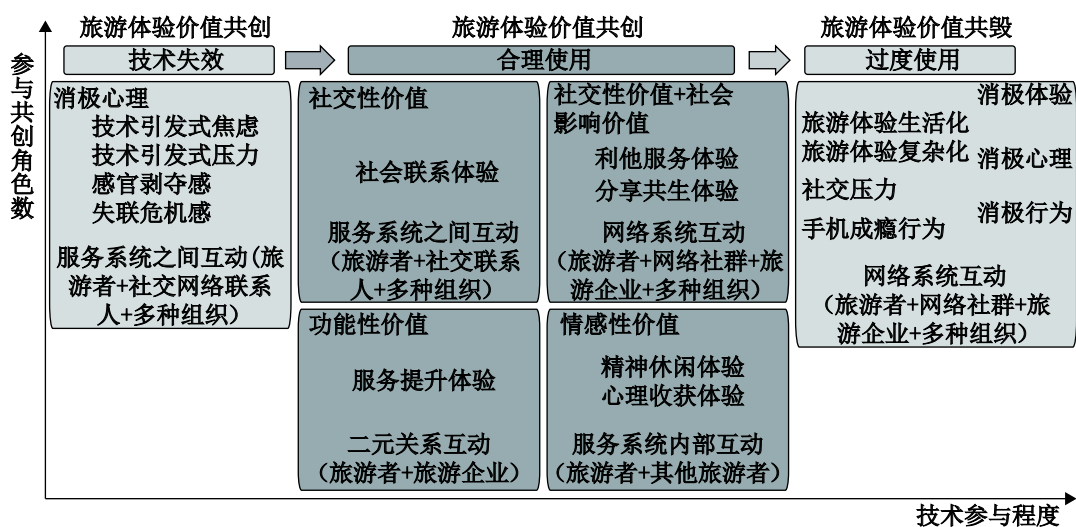 旅游体验价值共创
旅游体验价值共创
旅游体验价值共毁
技术失效
合理使用
过度使用
参与共创角色数
消极心理
技术引发式焦虑
技术引发式压力
感官剥夺感
失联危机感
服务系统之间互动(旅
游者+社交网络联系
人+多种组织)
社交性价值
社会联系体验
服务系统之间互动
(旅游者+社交联系
人+多种组织)
社交性价值+社会
影响价值
利他服务体验
分享共生体验
网络系统互动
(旅游者+网络社群+旅
游企业+多种组织)
消极体验
旅游体验生活化
旅游体验复杂化
消极心理
社交压力
消极行为
手机成瘾行为
网络系统互动
(旅游者+网络社群+旅
游企业+多种组织)
功能性价值
服务提升体验
二元关系互动
(旅游者+旅游企业)
情感性价值
精神休闲体验
心理收获体验
服务系统内部互动
(旅游者+其他旅游者)
技术参与程度